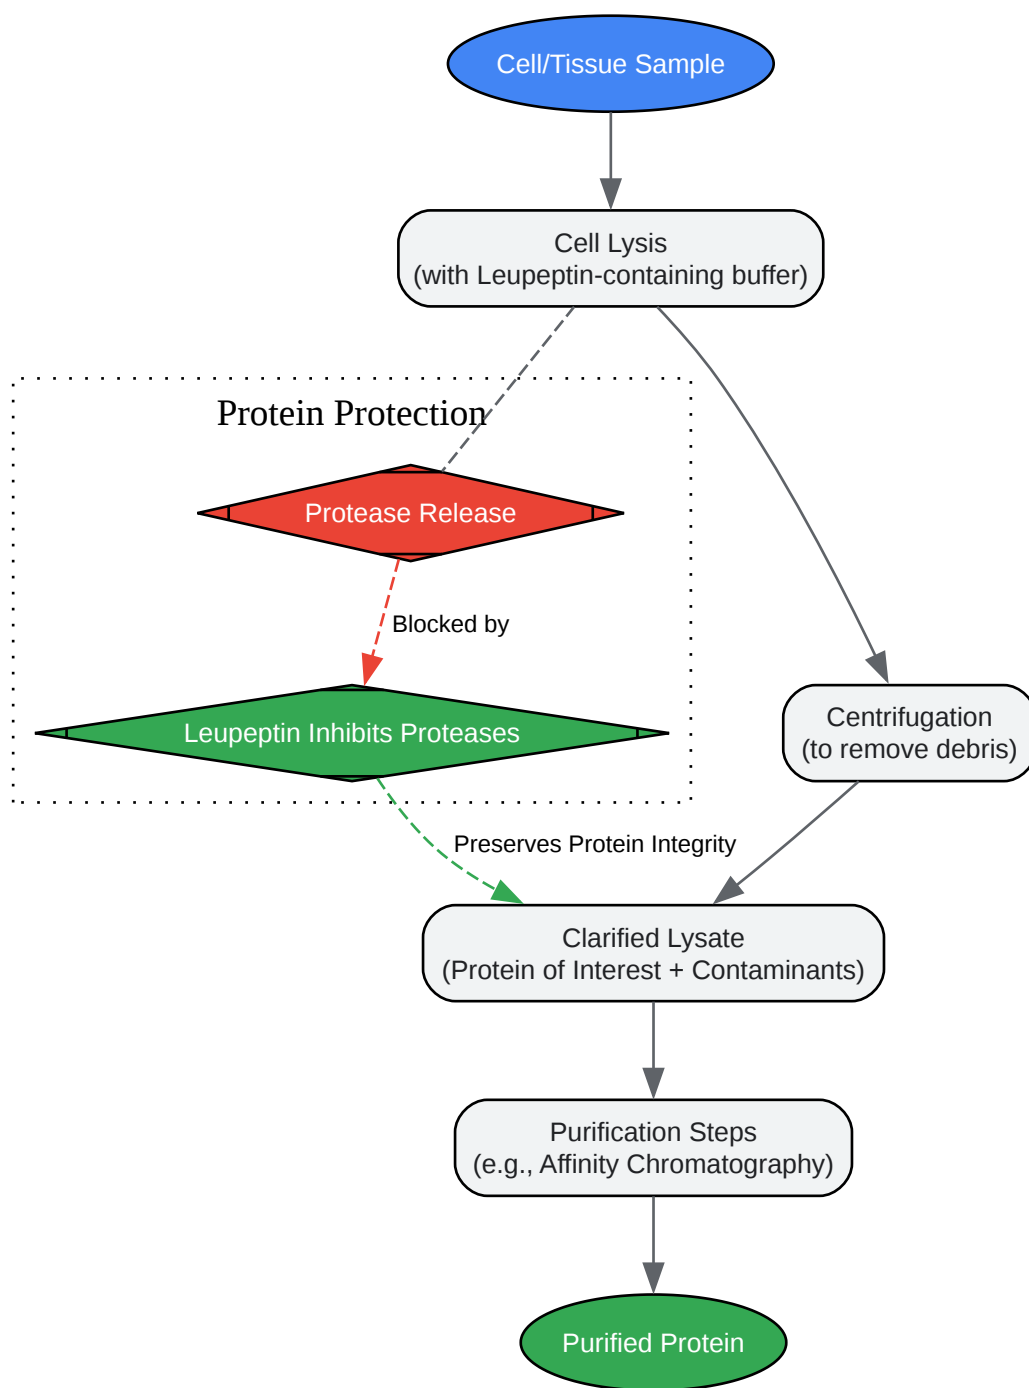 Cell/Tissue Sample
Cell Lysis
(with Leupeptin-containing buffer)
Protein Protection
Protease Release
Blocked by
Leupeptin Inhibits Proteases
Centrifugation
(to remove debris)
Preserves Protein Integrity
Clarified Lysate
(Protein of Interest + Contaminants)
Purification Steps
(e.g., Affinity Chromatography)
Purified Protein